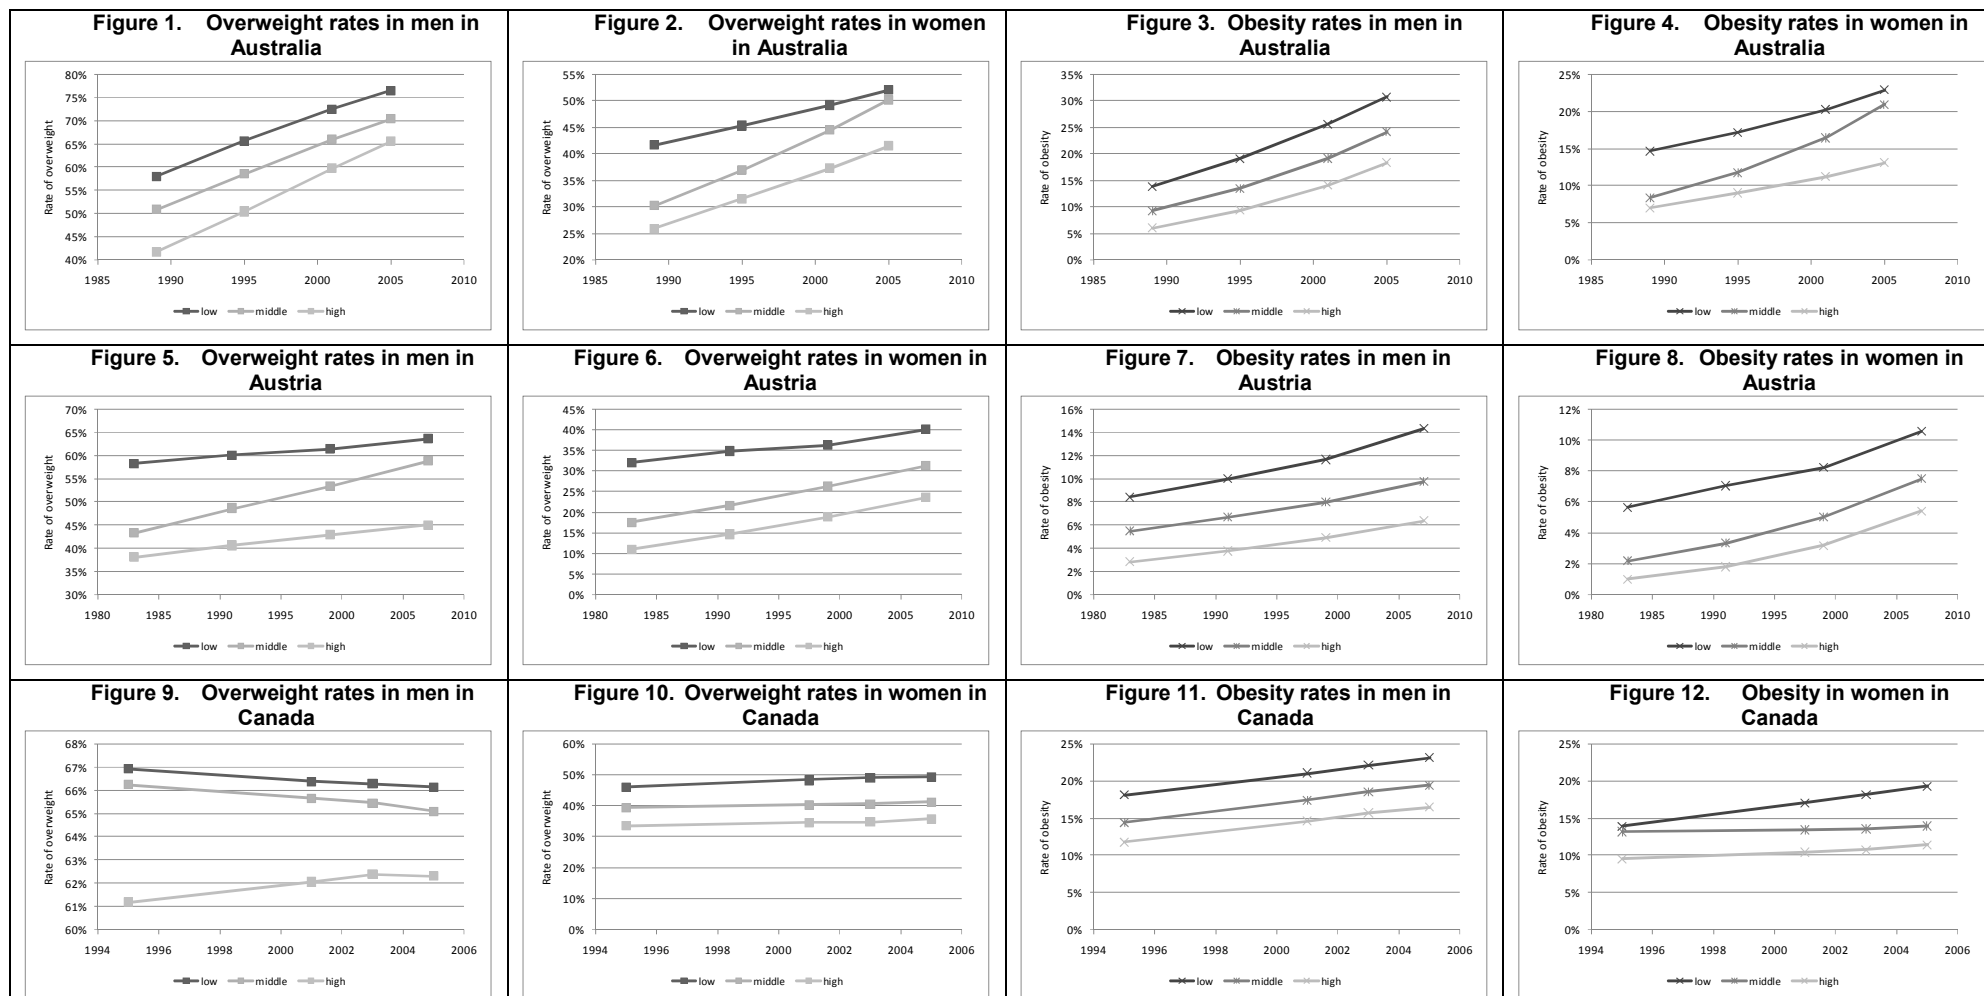 Figure 1. Overweight rates in men in
Australia
80%
75%
70%
65%
60%
55%
50%
45%
40%
Rate of overweight
1985 1990 1995 2000 2005 2010
low middle high
Figure 2. Overweight rates in women
in Australia
55%
50%
45%
40%
35%
30%
25%
20%
Rate of overweight
1985 1990 1995 2000 2005 2010
low middle high
Figure 3. Obesity rates in men in
Australia
35%
30%
25%
20%
15%
10%
5%
0%
Rate of obesity
1985 1990 1995 2000 2005 2010
low middle high
Figure 4. Obesity rates in women in
Australia
25%
20%
15%
10%
5%
0%
Rate of obesity
1985 1990 1995 2000 2005 2010
low middle high
Figure 5. Overweight rates in men in
Austria
70%
65%
60%
55%
50%
45%
40%
35%
30%
Rate of overweight
1980 1985 1990 1995 2000 2005 2010
low middle high
Figure 6. Overweight rates in women in
Austria
45%
40%
35%
30%
25%
20%
15%
10%
5%
0%
Rate of overweight
1980 1985 1990 1995 2000 2005 2010
low middle high
Figure 7. Obesity rates in men in
Austria
16%
14%
12%
10%
8%
6%
4%
2%
0%
Rate of obesity
1980 1985 1990 1995 2000 2005 2010
low middle high
Figure 8. Obesity rates in women in
Austria
12%
10%
8%
6%
4%
2%
0%
Rate of obesity
1980 1985 1990 1995 2000 2005 2010
low middle high
Figure 9. Overweight rates in men in
Canada
68%
67%
66%
65%
64%
63%
62%
61%
60%
Rate of overweight
1994 1996 1998 2000 2002 2004 2006
low middle high
Figure 10. Overweight rates in women in
Canada
60%
50%
40%
30%
20%
10%
0%
Rate of overweight
1994 1996 1998 2000 2002 2004 2006
low middle high
Figure 11. Obesity rates in men in
Canada
25%
20%
15%
10%
5%
0%
Rate of obesity
1994 1996 1998 2000 2002 2004 2006
low middle high
Figure 12. Obesity in women in
Canada
25%
20%
15%
10%
5%
0%
Rate of obesity
1994 1996 1998 2000 2002 2004 2006
low middle high